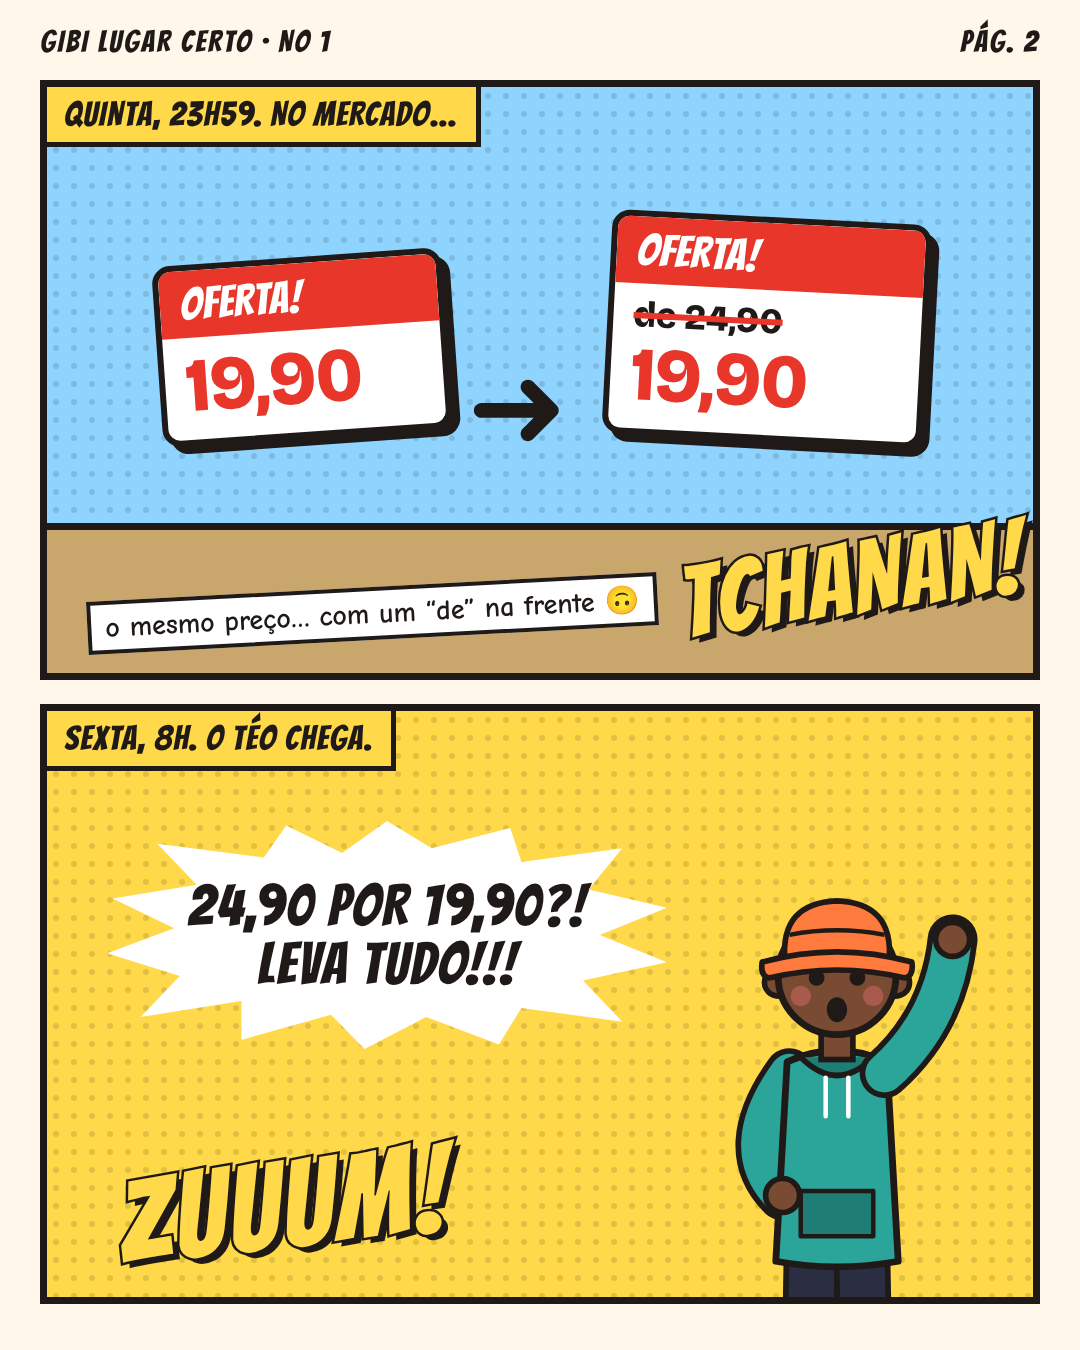 GIBI LUGAR CERTO · NO 1
PÁG. 2
QUINTA, 23H59. NO MERCADO...
OFERTA!
19,90
OFERTA!
de 24,90
19,90
o mesmo preço... com um “de” na frente 🙃
TCHANAN!
SEXTA, 8H. O TÉO CHEGA.
24,90 POR 19,90?!
LEVA TUDO!!!
ZUUUM!